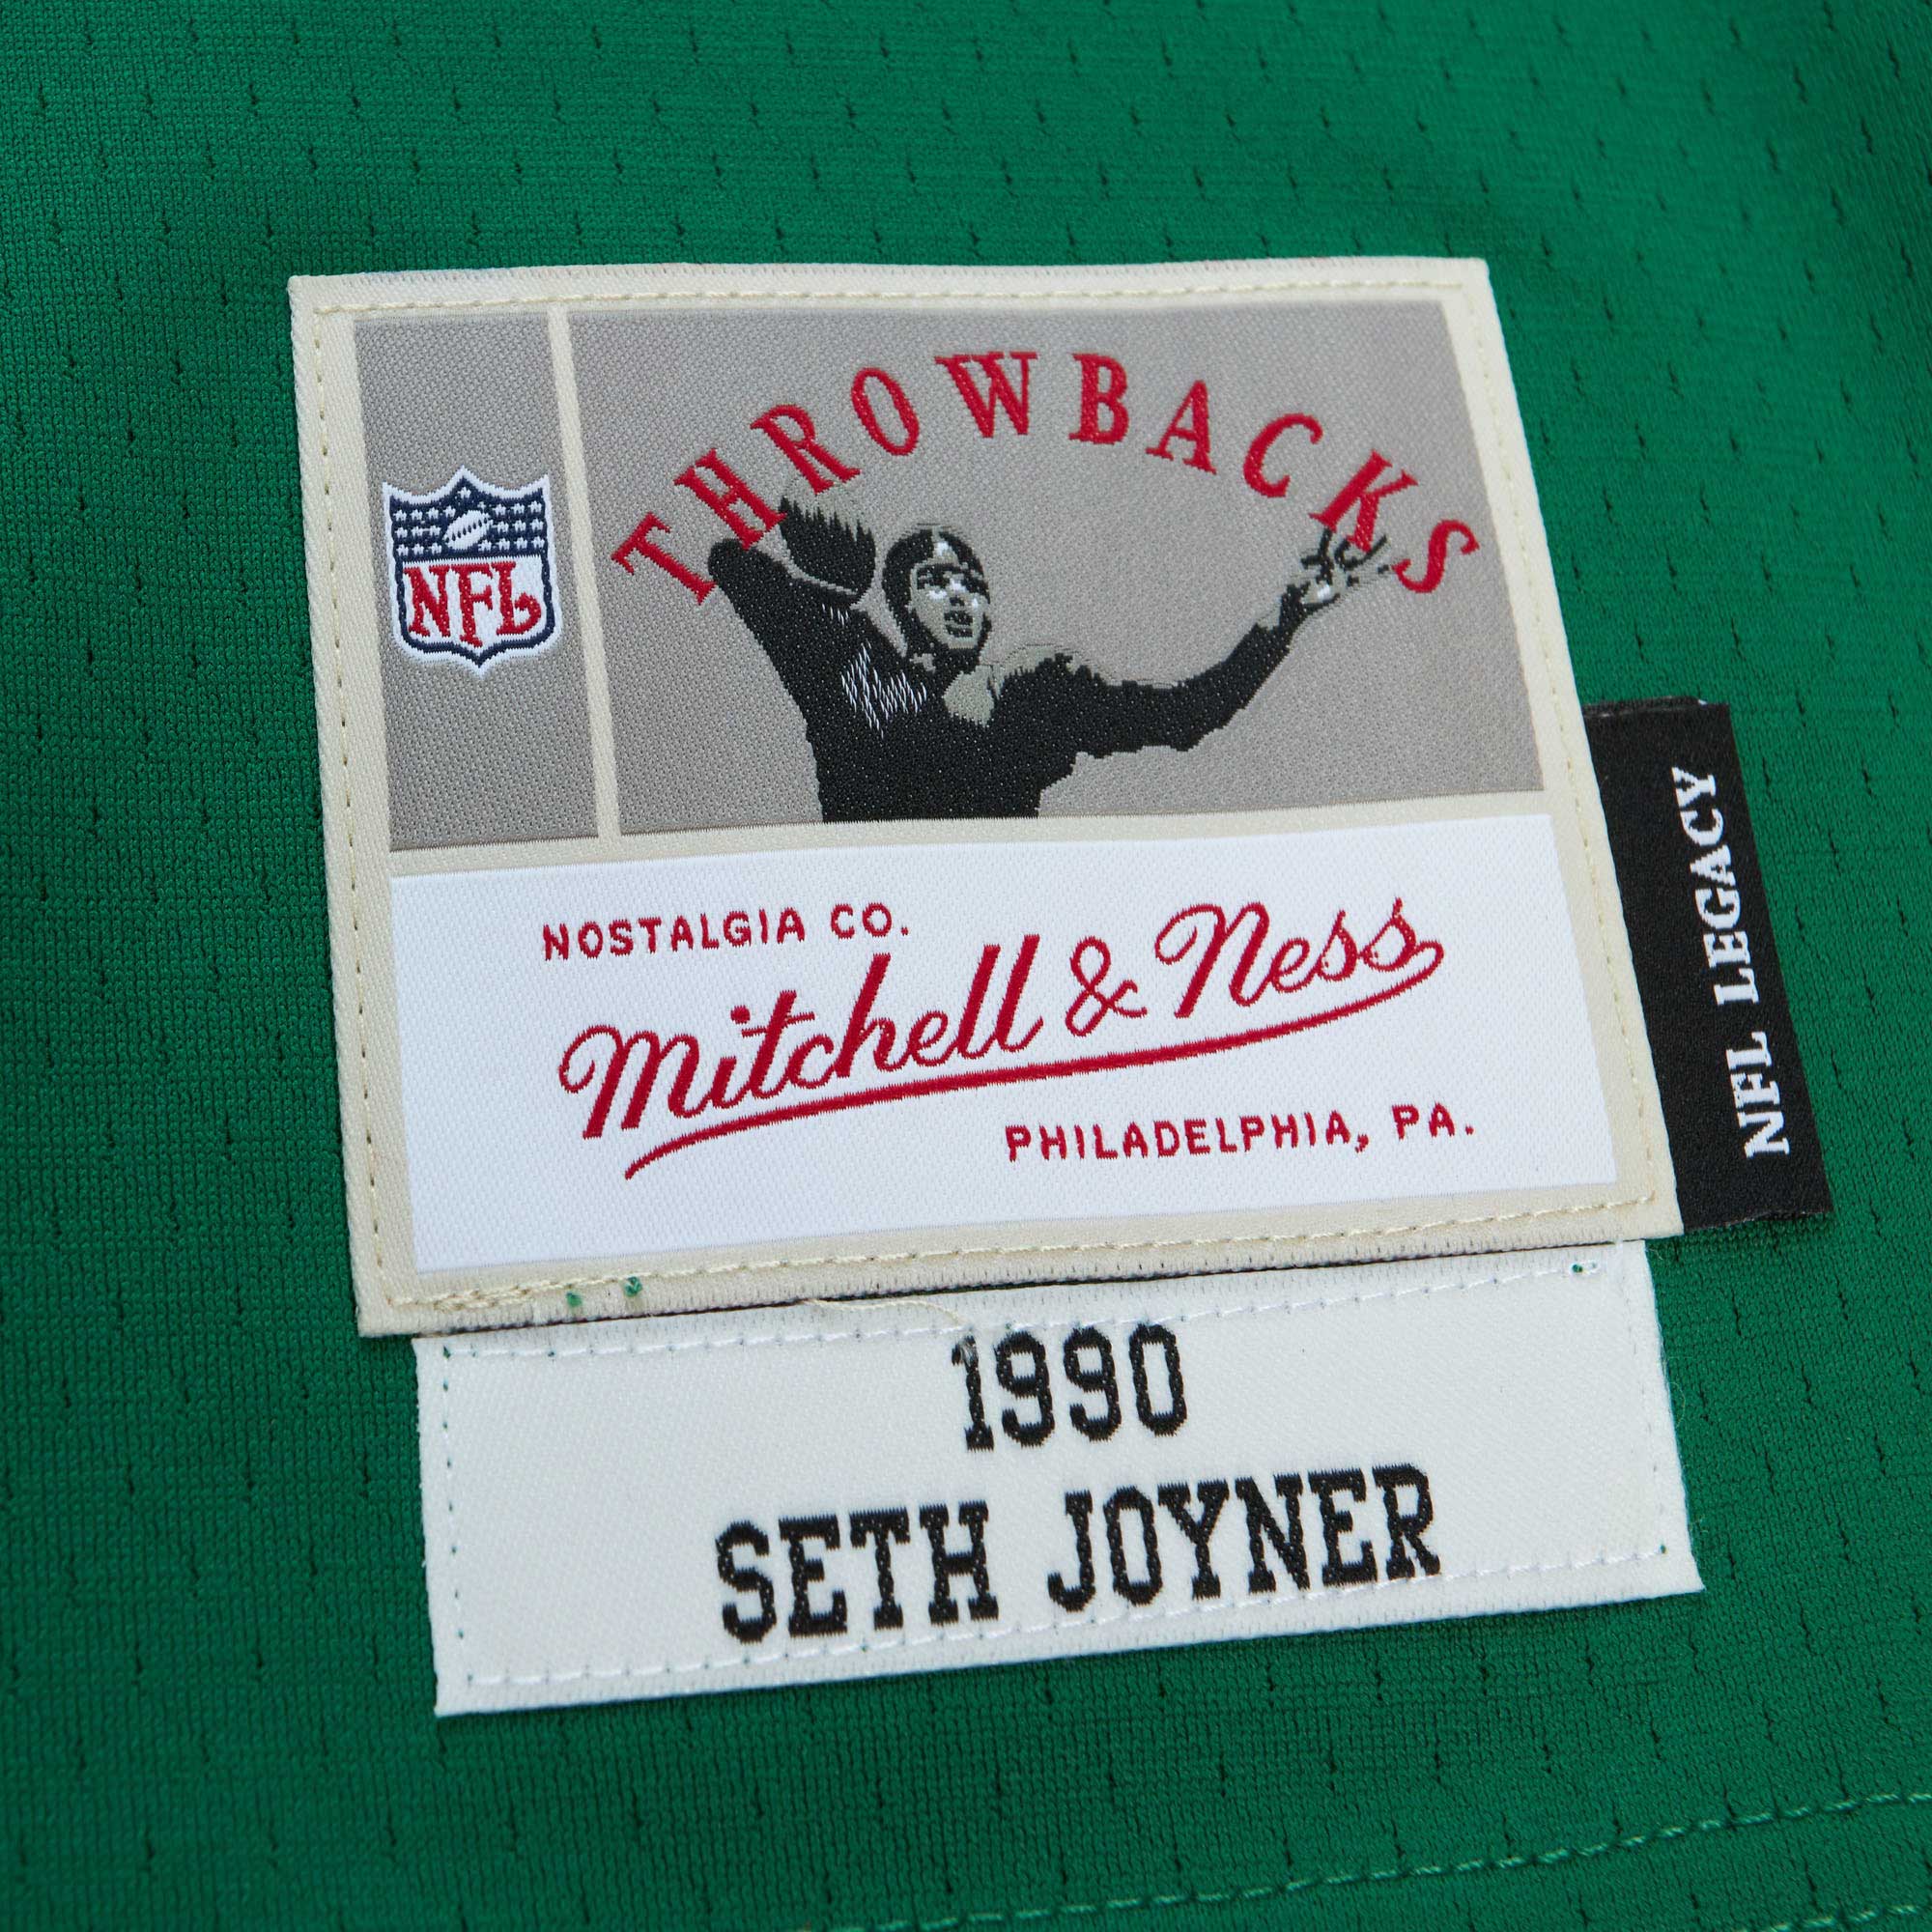 THROWBACKS
NFL
NOSTALGIA CO.
Mitchell & Ness
PHILADELPHIA, PA.
NFL LEGACY
1990
SETH JOYNER